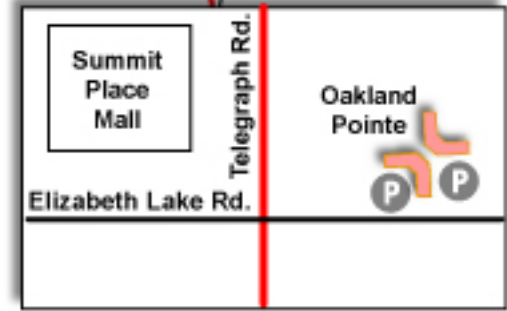 Summit
Place
Mall
Telegraph Rd.
Oakland
Pointe
P
P
Elizabeth Lake Rd.